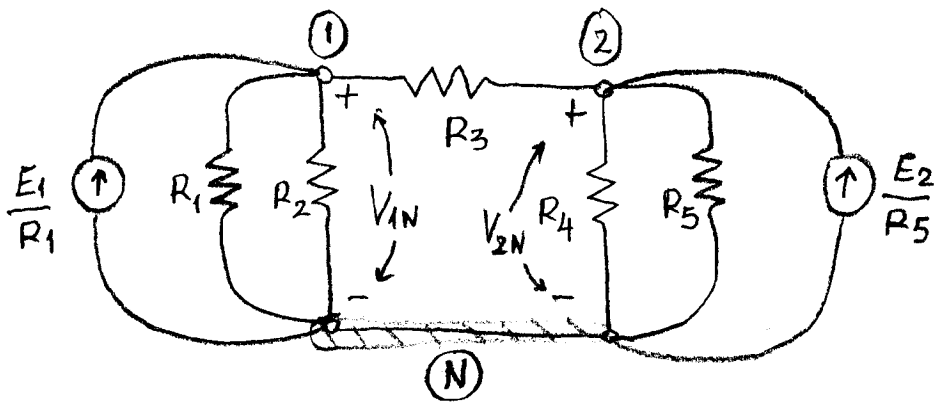 ① ②
+ +
R3
E1/R1 R1 R2 V1N V2N R4 R5 E2/R5
- -
N